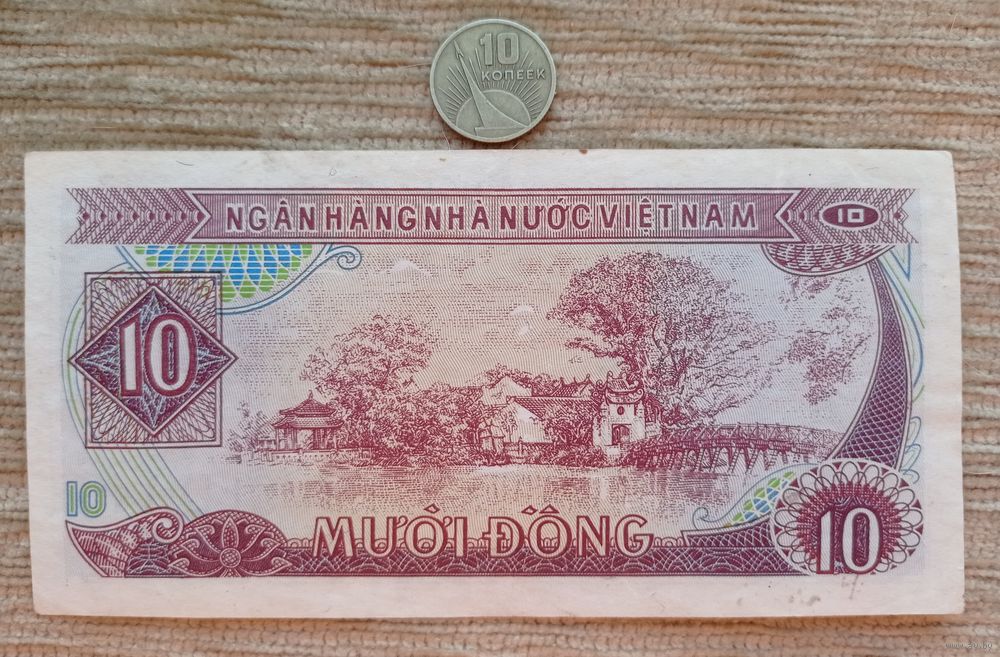 10
КОПЕЕК
NGÂN HÀNG NHÀ NƯỚC VIỆT NAM
10
10
10
MƯỜI ĐỒNG
10